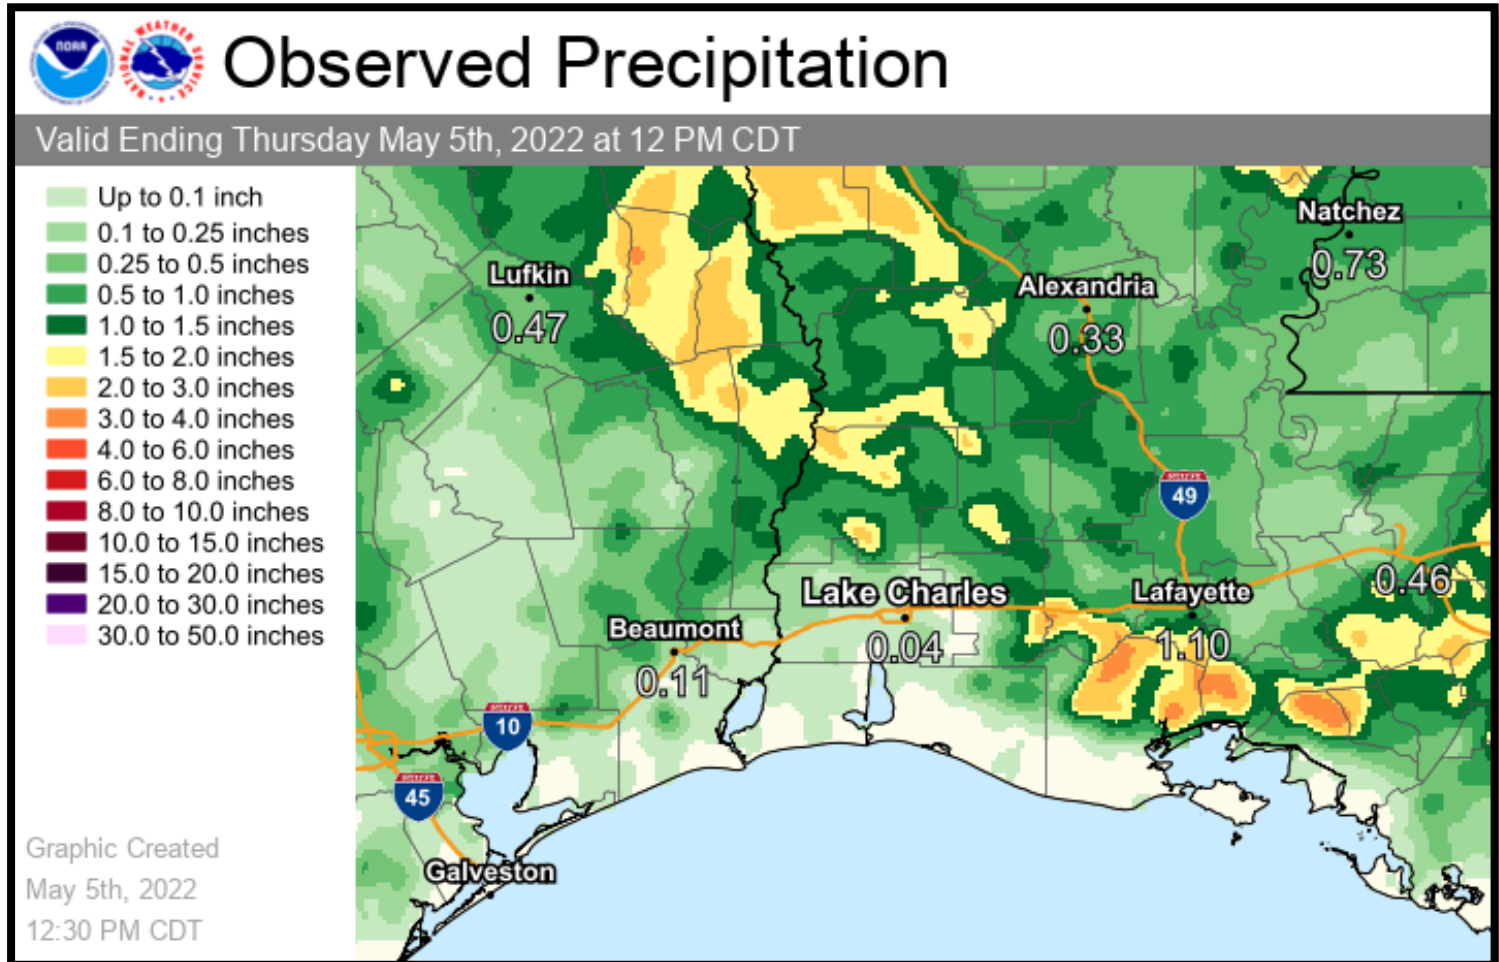 NOAA
NATIONAL WEATHER SERVICE
Observed Precipitation
Valid Ending Thursday May 5th, 2022 at 12 PM CDT
Up to 0.1 inch
0.1 to 0.25 inches
0.25 to 0.5 inches
0.5 to 1.0 inches
1.0 to 1.5 inches
1.5 to 2.0 inches
2.0 to 3.0 inches
3.0 to 4.0 inches
4.0 to 6.0 inches
6.0 to 8.0 inches
8.0 to 10.0 inches
10.0 to 15.0 inches
15.0 to 20.0 inches
20.0 to 30.0 inches
30.0 to 50.0 inches
Graphic Created
May 5th, 2022
12:30 PM CDT
Natchez
0.73
Lufkin
0.47
Alexandria
0.33
49
Lake Charles
0.04
Lafayette
1.10
0.46
Beaumont
0.11
10
45
Galveston